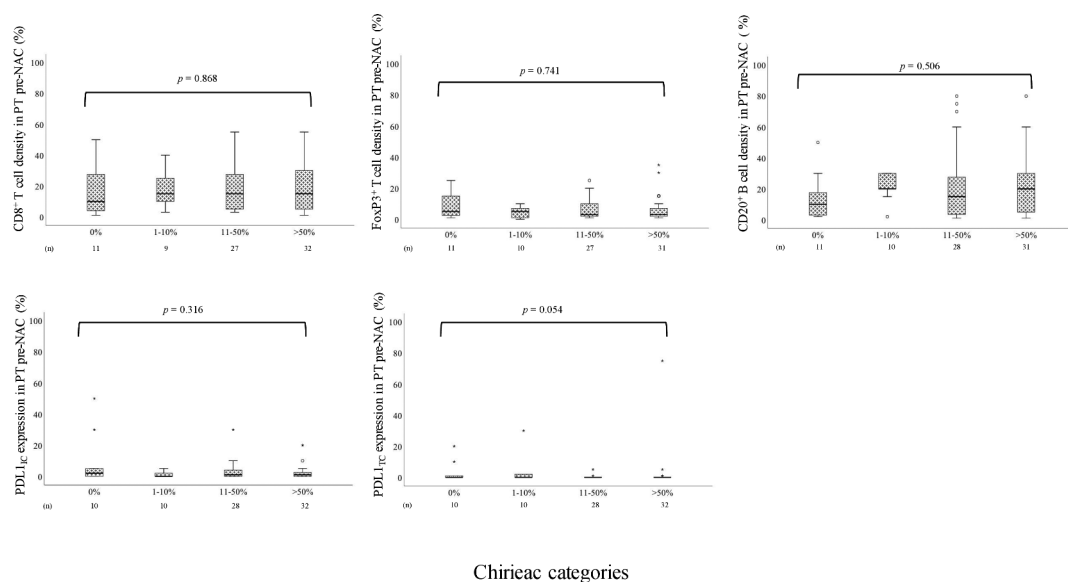 CD8⁺ T cell density in PT pre-NAC (%)
100
80
60
40
20
0
p = 0.868
0% 1-10% 11-50% >50%
(n) 11 9 27 32
FoxP3⁺ T cell density in PT pre-NAC (%)
100
80
60
40
20
0
p = 0.741
0% 1-10% 11-50% >50%
(n) 11 10 27 31
CD20⁺ B cell density in PT pre-NAC ( %)
100
80
60
40
20
0
p = 0.506
0% 1-10% 11-50% >50%
(n) 11 10 28 31
PDL1IC expression in PT pre-NAC (%)
100
80
60
40
20
0
p = 0.316
0% 1-10% 11-50% >50%
(n) 10 10 28 32
PDL1TC expression in PT pre-NAC (%)
100
80
60
40
20
0
p = 0.054
0% 1-10% 11-50% >50%
(n) 10 10 28 32
Chirieac categories